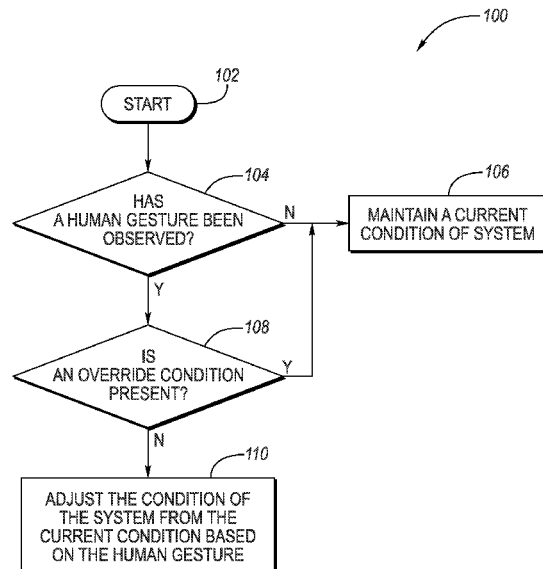 100
102
START
104
HAS
A HUMAN GESTURE BEEN
OBSERVED?
N
106
MAINTAIN A CURRENT
CONDITION OF SYSTEM
Y
108
IS
AN OVERRIDE CONDITION
PRESENT?
Y
N
110
ADJUST THE CONDITION OF
THE SYSTEM FROM THE
CURRENT CONDITION BASED
ON THE HUMAN GESTURE